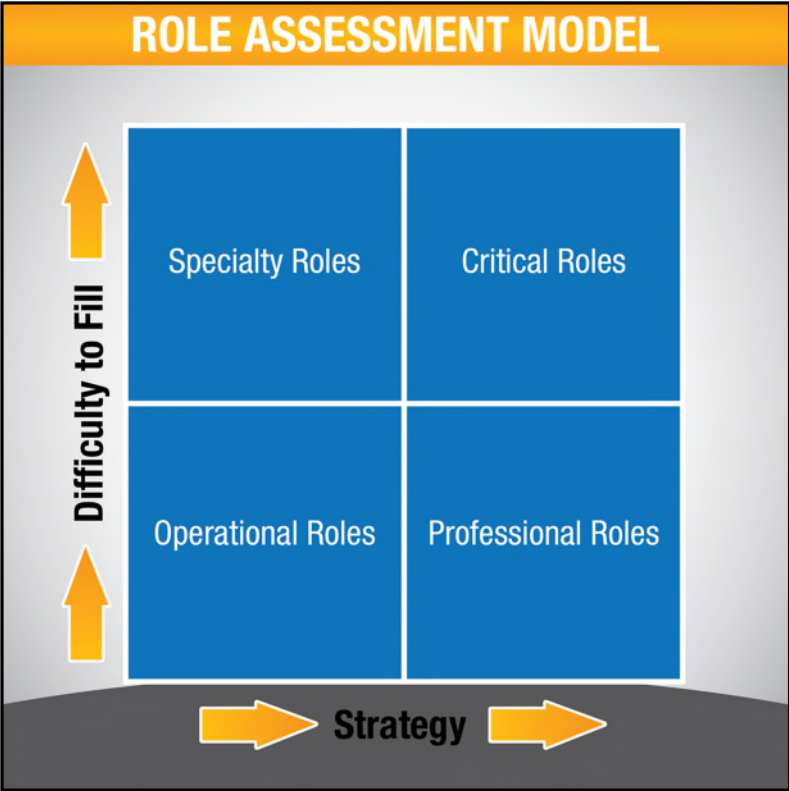 ROLE ASSESSMENT MODEL
Difficulty to Fill
Specialty Roles
Critical Roles
Operational Roles
Professional Roles
Strategy